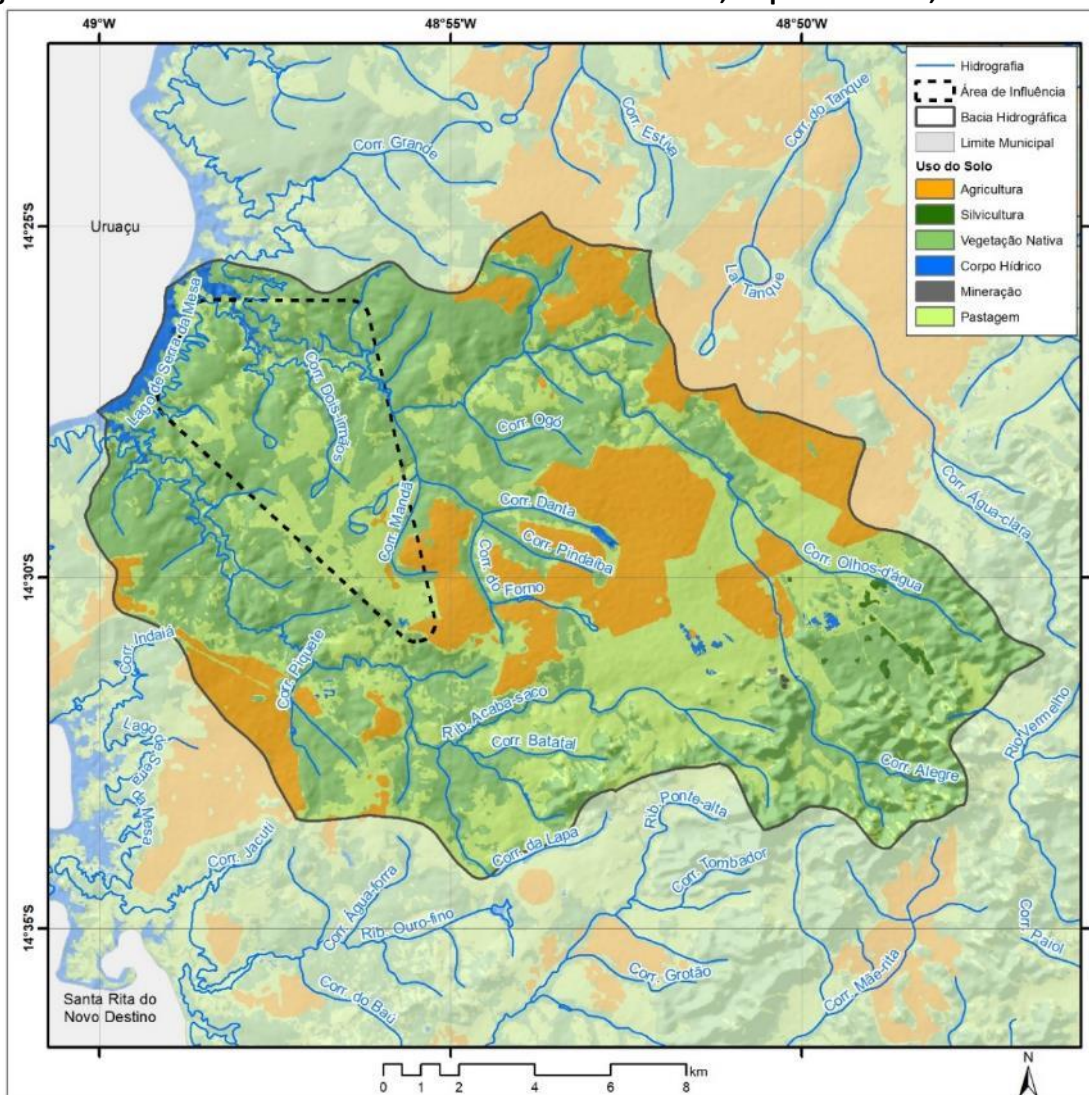 49°W
48°55'W
48°50'W
Hidrografia
Área de Influência
Bacia Hidrográfica
Limite Municipal
Uso do Solo
Agricultura
Silvicultura
Vegetação Nativa
Corpo Hídrico
Mineração
Pastagem
Corr. do Tanque
Corr. Estiva
Corr. Grande
14°25'S
Uruaçu
La. Tanque
Lago de Serra da Mesa
Corr. Dois-Irmãos
Corr. Ogó
Corr. Mandá
Corr. Danta
Corr. Pindaíba
Corr. Água-clara
Corr. Olhos-d'água
14°30'S
Corr. do Forno
Corr. Indaiá
Corr. Piquete
Rib. Acaba-saco
Corr. Batatal
Rio Vermelho
Lago de Serra da Mesa
Corr. Alegre
Rib. Ponte-alta
Corr. da Lapa
Corr. Jacuti
Corr. Tombador
Corr. Água-forra
Rib. Ouro-fino
14°35'S
Corr. Grotão
Corr. Mãe-rita
Corr. Paiol
Corr. do Baú
Santa Rita do
Novo Destino
N
km
0 1 2 4 6 8